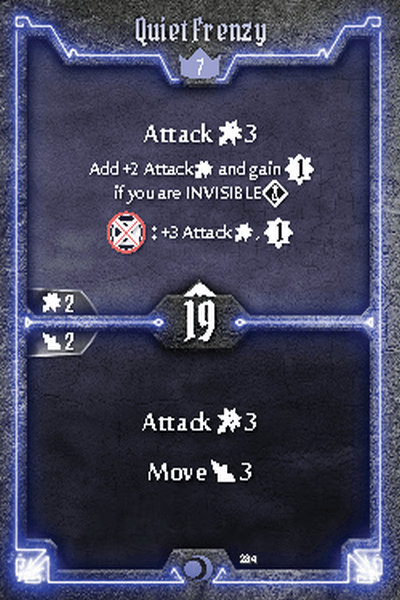 Quiet Frenzy
7
Attack 3
Add +2 Attack and gain 1
if you are INVISIBLE
: +3 Attack , 1
2
19
2
Attack 3
Move 3